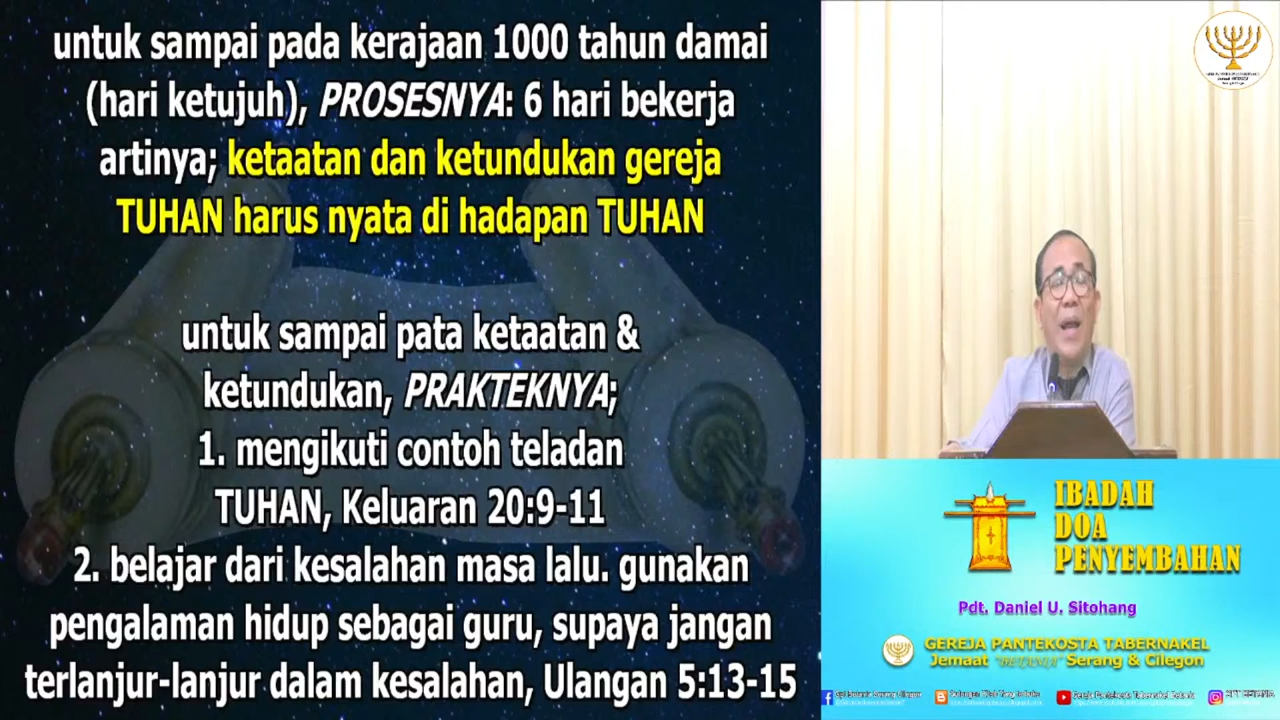 untuk sampai pada kerajaan 1000 tahun damai
(hari ketujuh), PROSESNYA: 6 hari bekerja
artinya; ketaatan dan ketundukan gereja
TUHAN harus nyata di hadapan TUHAN
untuk sampai pata ketaatan &
ketundukan, PRAKTEKNYA;
1. mengikuti contoh teladan
TUHAN, Keluaran 20:9-11
2. belajar dari kesalahan masa lalu. gunakan
pengalaman hidup sebagai guru, supaya jangan
terlanjur-lanjur dalam kesalahan, Ulangan 5:13-15
IBADAH
DOA
PENYEMBAHAN
Pdt. Daniel U. Sitohang
GEREJA PANTEKOSTA TABERNAKEL
Jemaat "BETANIA" Serang & Cilegon